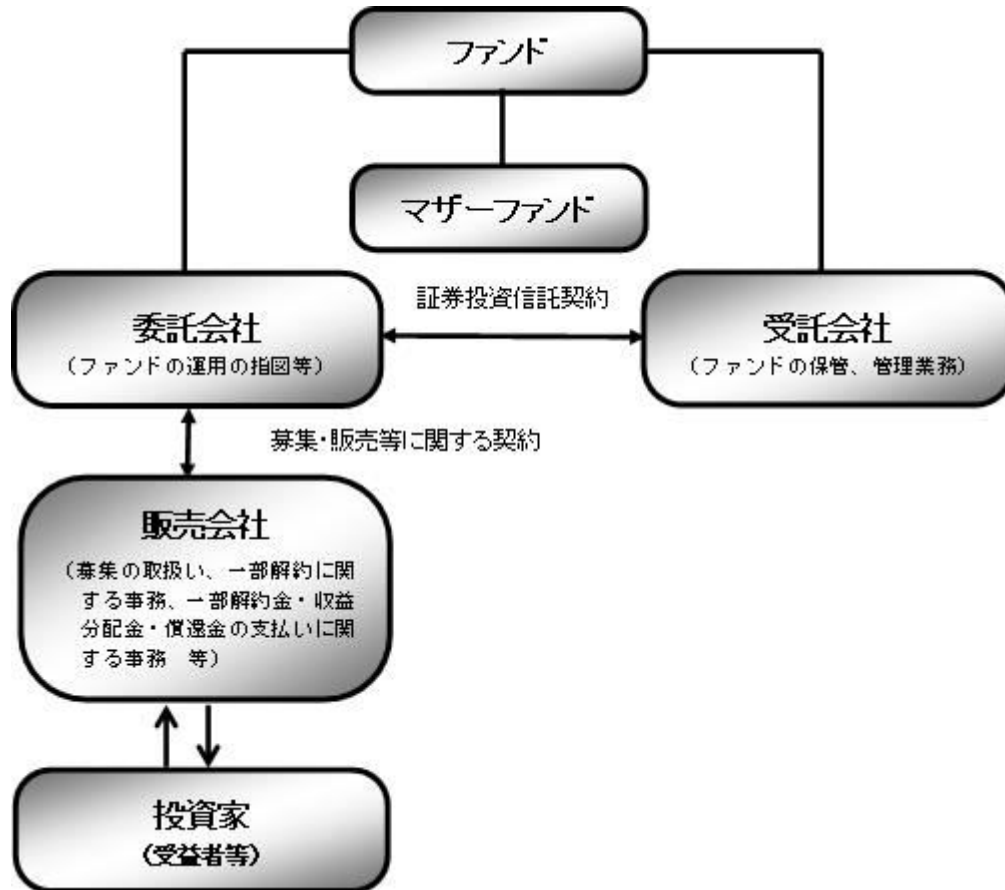 ファンド
マザーファンド
証券投資信託契約
委託会社
(ファンドの運用の指図等)
受託会社
(ファンドの保管、管理業務)
募集・販売等に関する契約
販売会社
(募集の取扱い、一部解約に関
する事務、一部解約金・収益
分配金・償還金の支払いに関
する事務　等)
投資家
(受益者等)